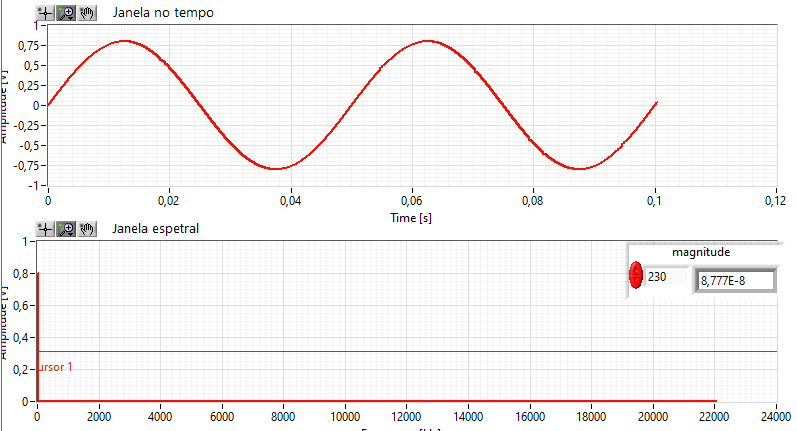 Janela no tempo
Amplitude [V]
1
0,75
0,5
0,25
0
-0,25
-0,5
-0,75
-1
0 0,02 0,04 0,06 0,08 0,1 0,12
Time [s]
Janela espetral
Amplitude [V]
1
0,8
0,6
0,4
0,2
0
magnitude
230 8,777E-8
ursor 1
0 2000 4000 6000 8000 10000 12000 14000 16000 18000 20000 22000 24000